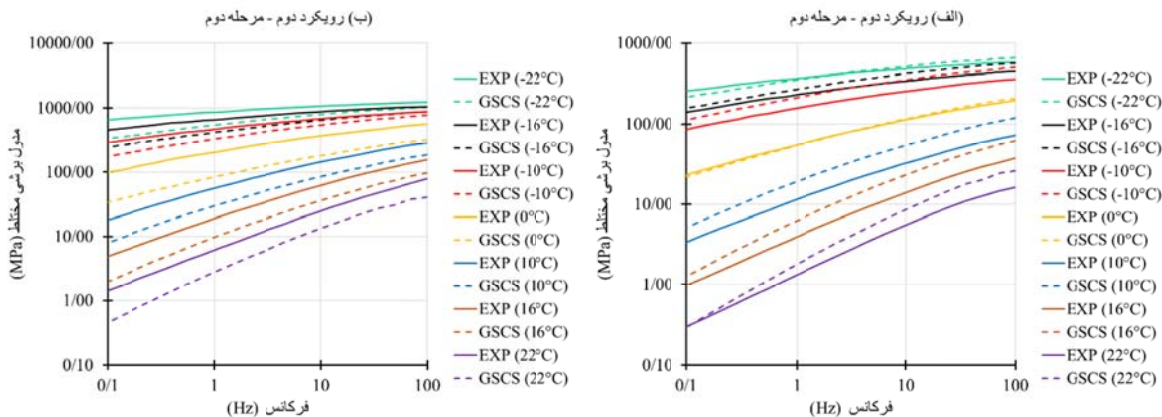 (ب) رویکرد دوم - مرحله دوم
10000/00
1000/00
100/00
10/00
1/00
0/10
0/1
1
10
100
مدول برشی مختلط (MPa)
فرکانس (Hz)
EXP (-22°C)
GSCS (-22°C)
EXP (-16°C)
GSCS (-16°C)
EXP (-10°C)
GSCS (-10°C)
EXP (0°C)
GSCS (0°C)
EXP (10°C)
GSCS (10°C)
EXP (16°C)
GSCS (16°C)
EXP (22°C)
GSCS (22°C)
(الف) رویکرد دوم - مرحله دوم
1000/00
100/00
10/00
1/00
0/10
0/1
1
10
100
مدول برشی مختلط (MPa)
فرکانس (Hz)
EXP (-22°C)
GSCS (-22°C)
EXP (-16°C)
GSCS (-16°C)
EXP (-10°C)
GSCS (-10°C)
EXP (0°C)
GSCS (0°C)
EXP (10°C)
GSCS (10°C)
EXP (16°C)
GSCS (16°C)
EXP (22°C)
GSCS (22°C)